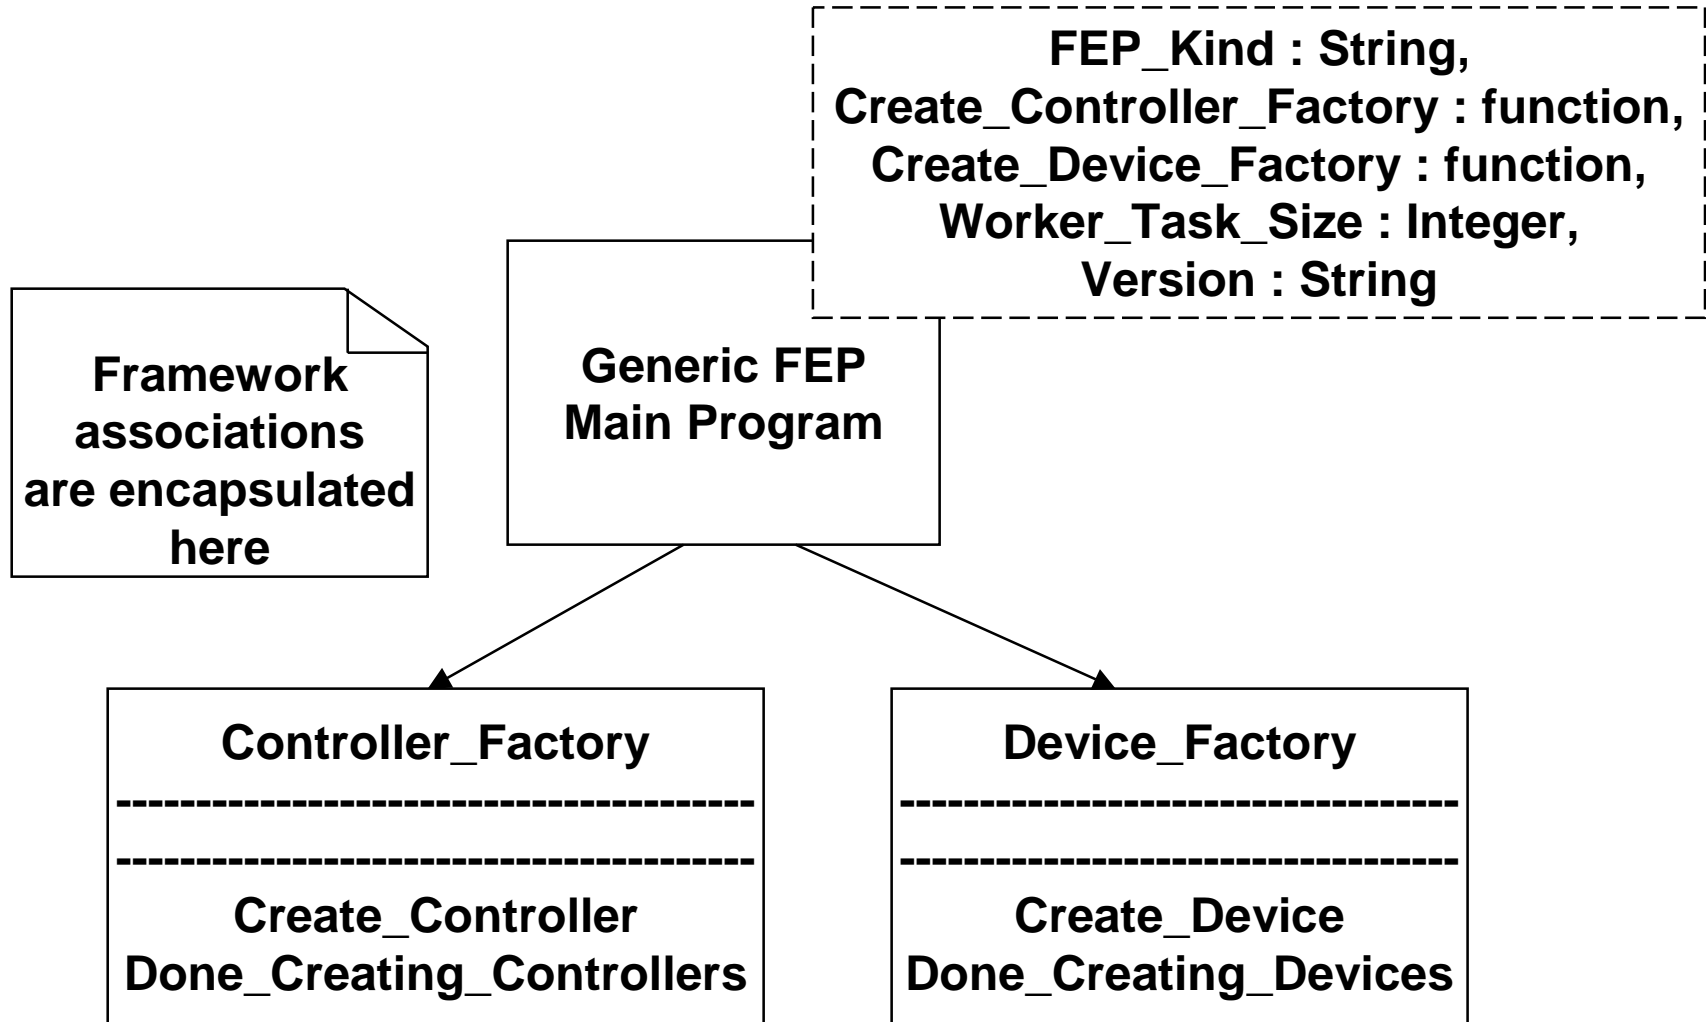 FEP_Kind : String,
Create_Controller_Factory : function,
Create_Device_Factory : function,
Worker_Task_Size : Integer,
Version : String
Framework
associations
are encapsulated
here
Generic FEP
Main Program
Controller_Factory
----------------------------------------
----------------------------------------
Create_Controller
Done_Creating_Controllers
Device_Factory
-----------------------------------
-----------------------------------
Create_Device
Done_Creating_Devices